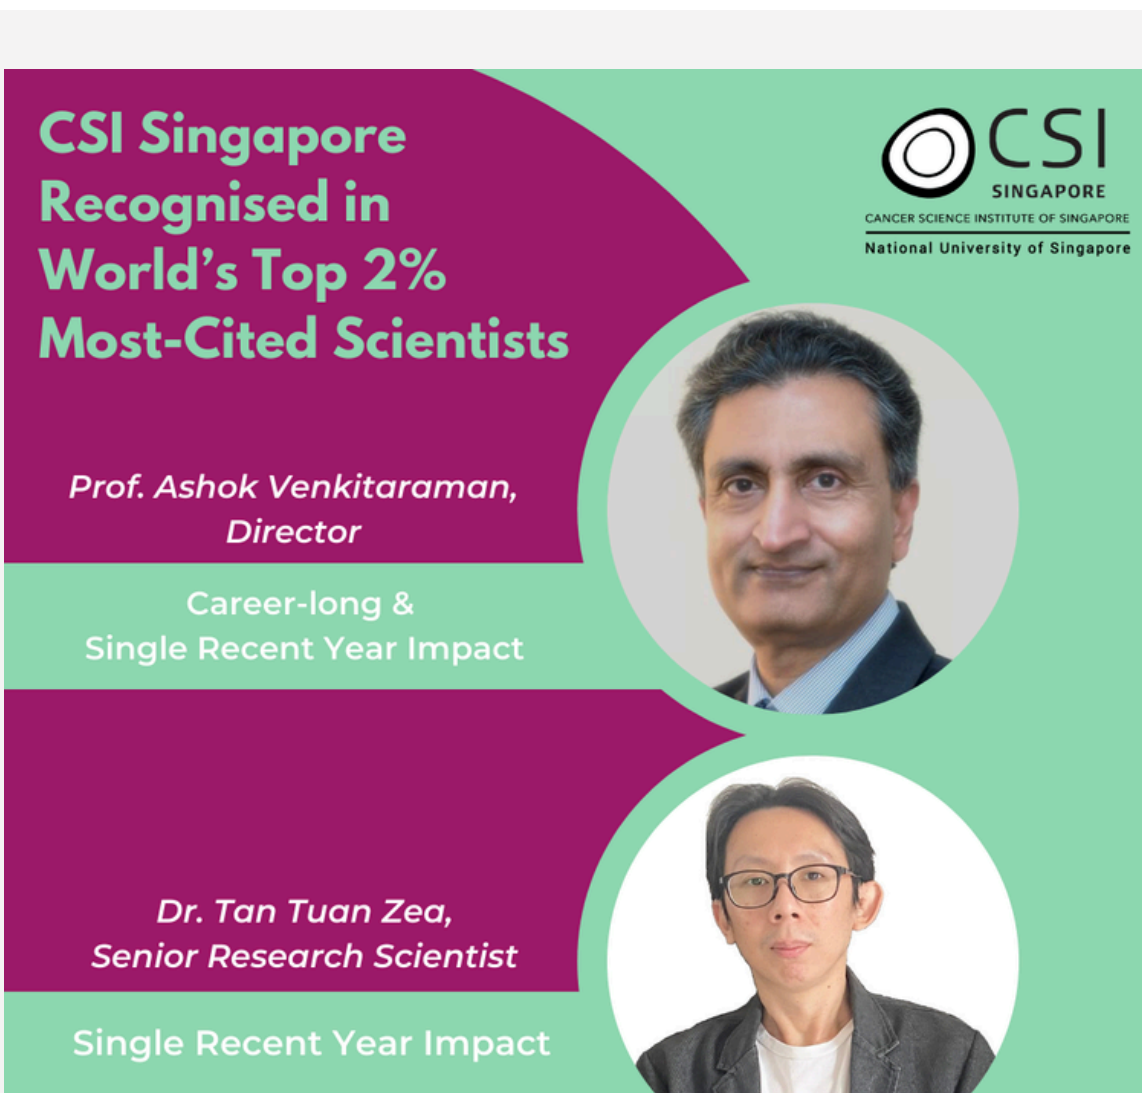 CSI Singapore
Recognised in
World’s Top 2%
Most-Cited Scientists
CSI
SINGAPORE
CANCER SCIENCE INSTITUTE OF SINGAPORE
National University of Singapore
Prof. Ashok Venkitaraman,
Director
Career-long &
Single Recent Year Impact
Dr. Tan Tuan Zea,
Senior Research Scientist
Single Recent Year Impact